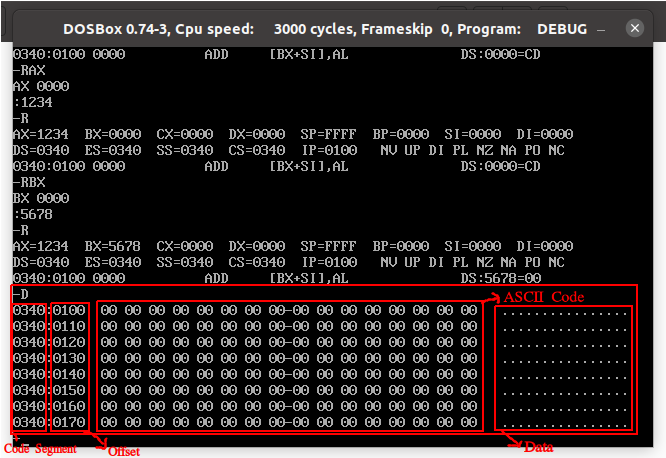 DOSBox 0.74-3, Cpu speed: 3000 cycles, Frameskip 0, Program: DEBUG
0340:0100 0000 ADD [BX+SI],AL DS:0000=CD
-RAX
AX 0000
:1234
-R
AX=1234 BX=0000 CX=0000 DX=0000 SP=FFFF BP=0000 SI=0000 DI=0000
DS=0340 ES=0340 SS=0340 CS=0340 IP=0100 NV UP DI PL NZ NA PO NC
0340:0100 0000 ADD [BX+SI],AL DS:0000=CD
-RBX
BX 0000
:5678
-R
AX=1234 BX=5678 CX=0000 DX=0000 SP=FFFF BP=0000 SI=0000 DI=0000
DS=0340 ES=0340 SS=0340 CS=0340 IP=0100 NV UP DI PL NZ NA PO NC
0340:0100 0000 ADD [BX+SI],AL DS:5678=00
-D
ASCII Code
0340:0100 00 00 00 00 00 00 00 00-00 00 00 00 00 00 00 00 ................
0340:0110 00 00 00 00 00 00 00 00-00 00 00 00 00 00 00 00 ................
0340:0120 00 00 00 00 00 00 00 00-00 00 00 00 00 00 00 00 ................
0340:0130 00 00 00 00 00 00 00 00-00 00 00 00 00 00 00 00 ................
0340:0140 00 00 00 00 00 00 00 00-00 00 00 00 00 00 00 00 ................
0340:0150 00 00 00 00 00 00 00 00-00 00 00 00 00 00 00 00 ................
0340:0160 00 00 00 00 00 00 00 00-00 00 00 00 00 00 00 00 ................
0340:0170 00 00 00 00 00 00 00 00-00 00 00 00 00 00 00 00 ................
Code Segment Offset Data